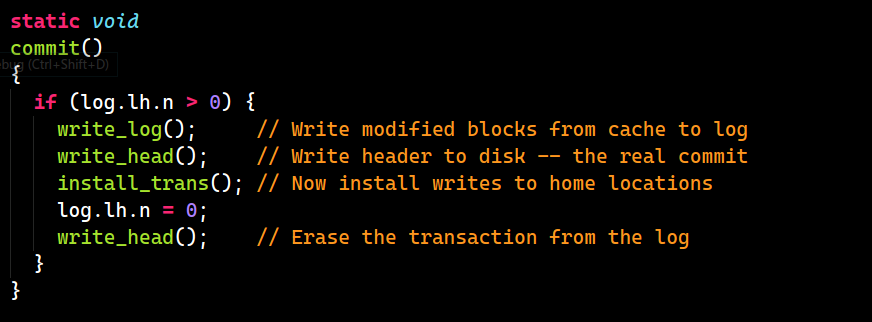 static void
commit()
ebug (Ctrl+Shift+D)
{
if (log.lh.n > 0) {
write_log();     // Write modified blocks from cache to log
write_head();    // Write header to disk -- the real commit
install_trans(); // Now install writes to home locations
log.lh.n = 0;
write_head();    // Erase the transaction from the log
}
}